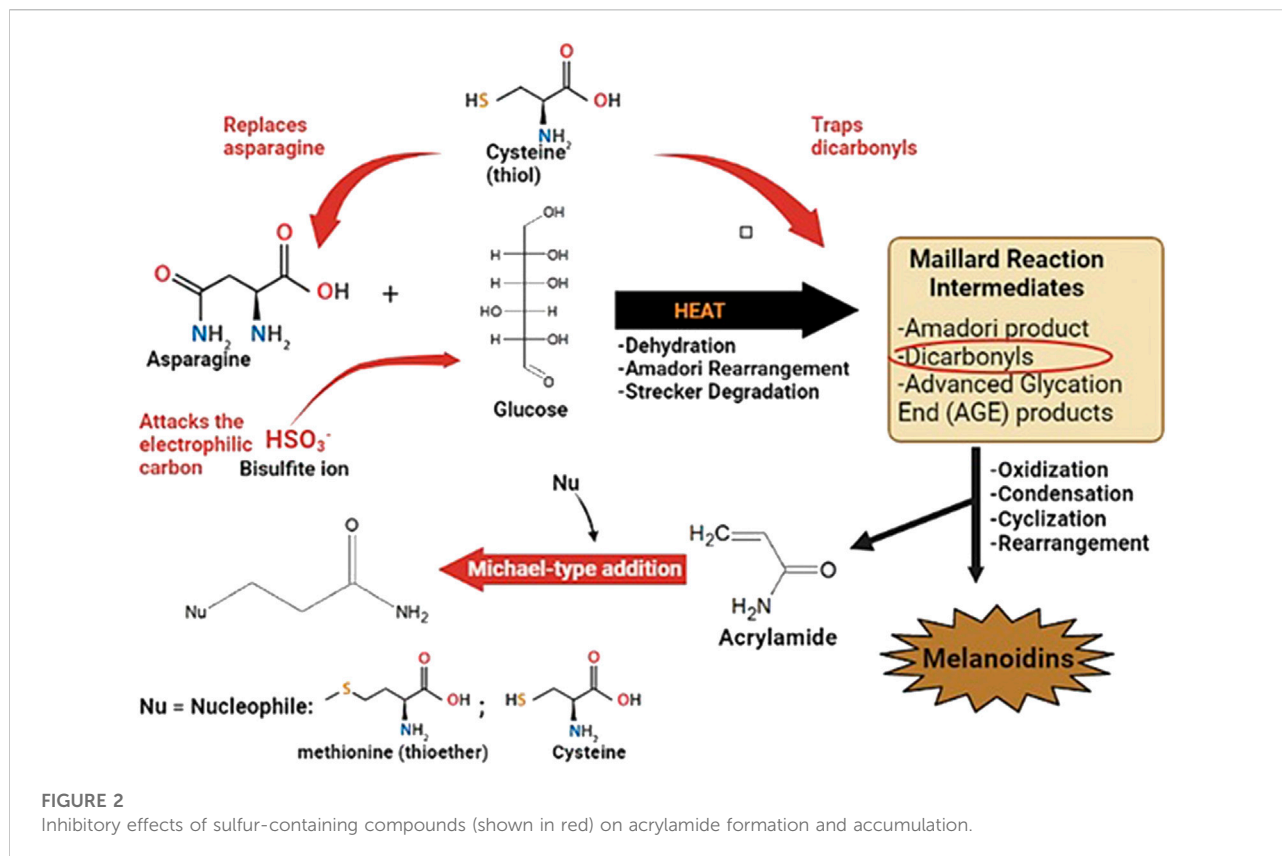 Replaces
asparagine
HS
O
OH
NH2
Cysteine
(thiol)
Traps
dicarbonyls
O
O
OH
NH2
NH2
Asparagine
+
OH
H
OH
H
OH
HO
H
H
OH
O
Glucose
HEAT
-Dehydration
-Amadori Rearrangement
-Strecker Degradation
Maillard Reaction
Intermediates
-Amadori product
-Dicarbonyls
-Advanced Glycation
End (AGE) products
Attacks the
electrophilic
carbon
HSO3-
Bisulfite ion
-Oxidization
-Condensation
-Cyclization
-Rearrangement
Nu
Michael-type addition
O
Nu
NH2
H2C
O
H2N
Acrylamide
Melanoidins
Nu = Nucleophile:
S
O
OH
NH2
methionine (thioether)
;
HS
O
OH
NH2
Cysteine
FIGURE 2
Inhibitory effects of sulfur-containing compounds (shown in red) on acrylamide formation and accumulation.